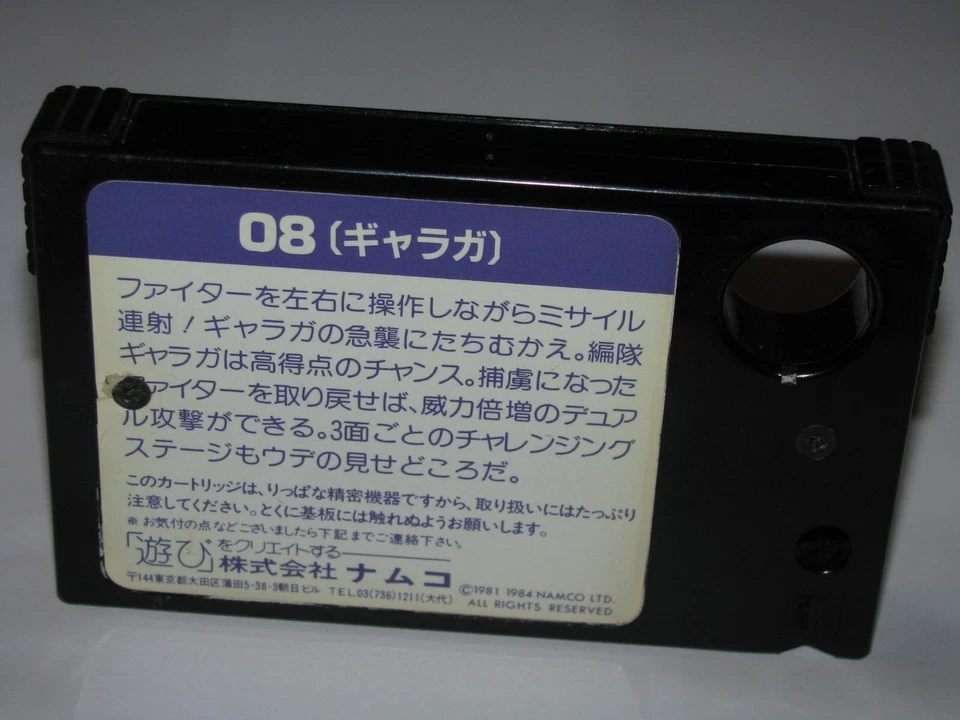 08〔ギャラガ〕
ファイターを左右に操作しながらミサイル
連射！ギャラガの急襲にたちむかえ。編隊
ギャラガは高得点のチャンス。捕虜になった
ァイターを取り戻せば、威力倍増のデュア
ル攻撃ができる。3面ごとのチャレンジング
ステージもウデの見せどころだ。
このカートリッジは、りっぱな精密機器ですから、取り扱いにはたっぷり
注意してください。とくに基板には触れぬようお願いします。
※お気付の点などございましたら下記までご連絡下さい。
「遊び」をクリエイトする
株式会社 ナムコ
〒144東京都大田区蒲田5-38-3朝日ビル TEL.03(736)1211(大代)
©1981 1984 NAMCO LTD.
ALL RIGHTS RESERVED